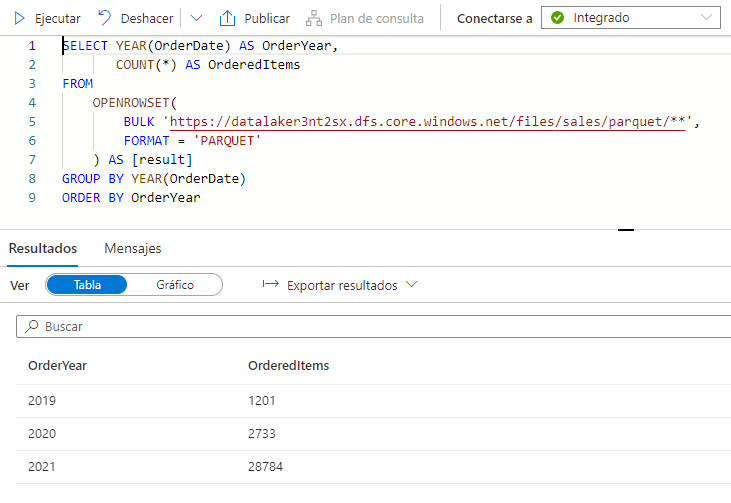 Ejecutar Deshacer Publicar Plan de consulta Conectarse a Integrado
1 SELECT YEAR(OrderDate) AS OrderYear,
2 COUNT(*) AS OrderedItems
3 FROM
4 OPENROWSET(
5 BULK 'https://datalaker3nt2sx.dfs.core.windows.net/files/sales/parquet/**',
6 FORMAT = 'PARQUET'
7 ) AS [result]
8 GROUP BY YEAR(OrderDate)
9 ORDER BY OrderYear
Resultados Mensajes
Ver Tabla Gráfico Exportar resultados
Buscar
OrderYear OrderedItems
2019 1201
2020 2733
2021 28784